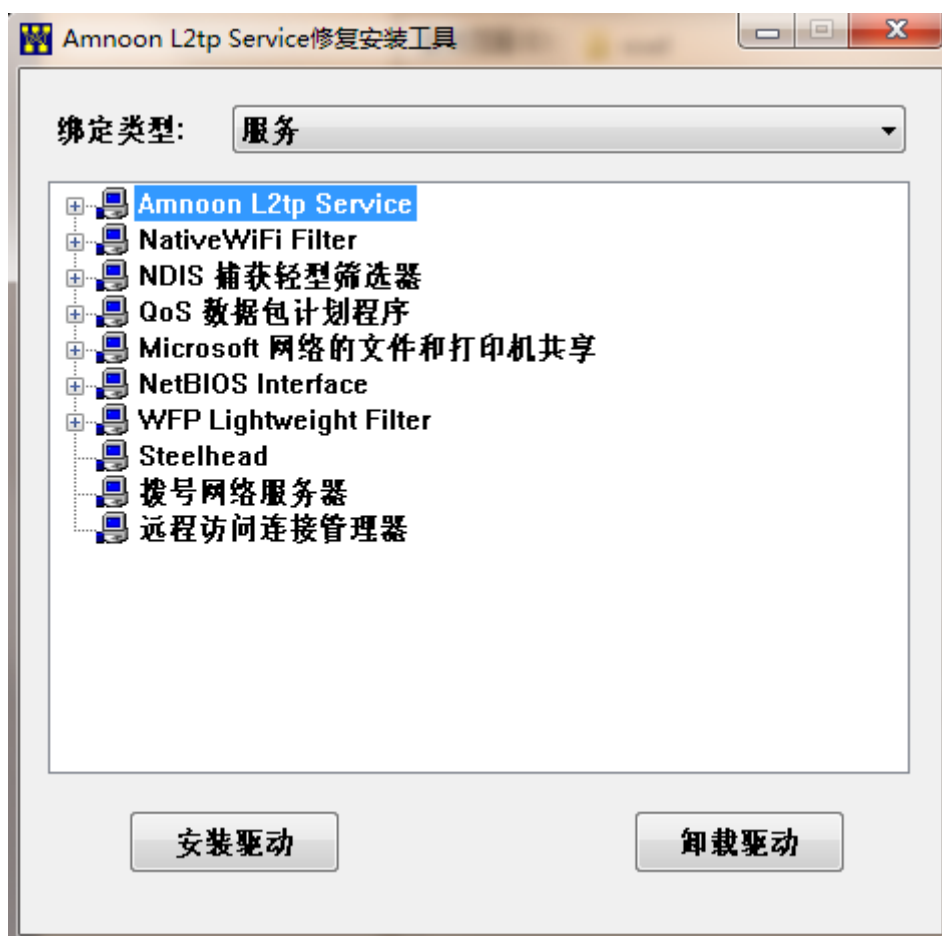 Amnoon L2tp Service修复安装工具
绑定类型: 服务
Amnoon L2tp Service
NativeWiFi Filter
NDIS 捕获轻型筛选器
QoS 数据包计划程序
Microsoft 网络的文件和打印机共享
NetBIOS Interface
WFP Lightweight Filter
Steelhead
拨号网络服务器
远程访问连接管理器
安装驱动 卸载驱动